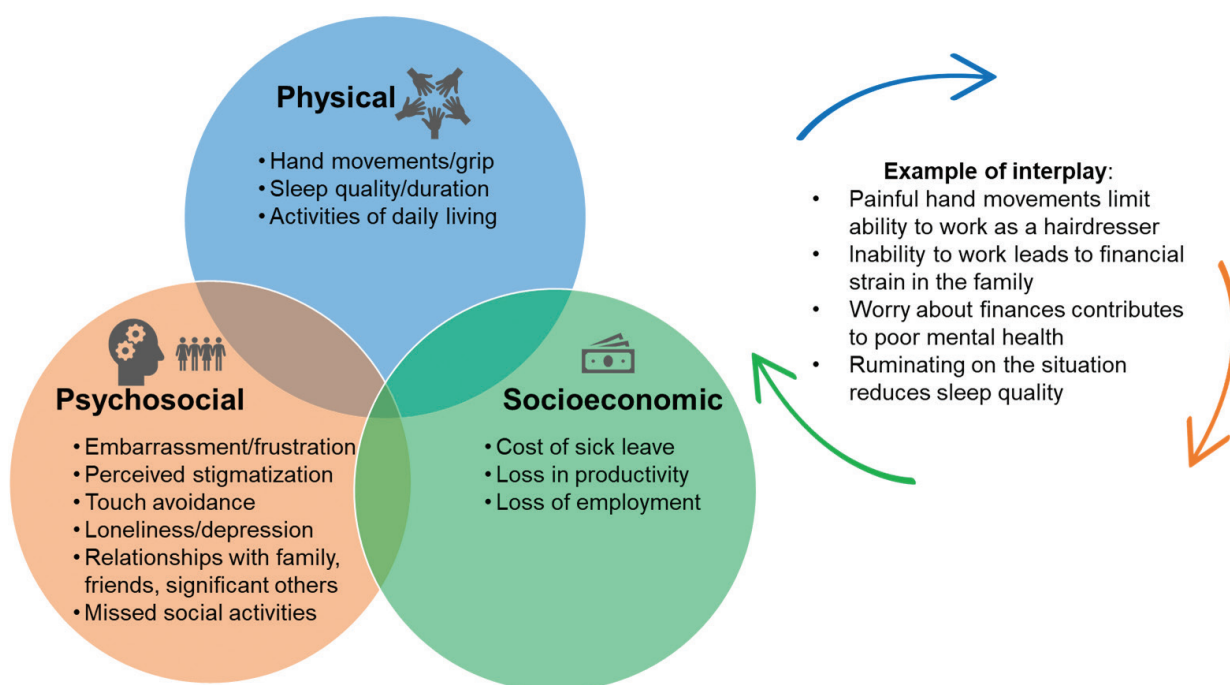 Physical
• Hand movements/grip
• Sleep quality/duration
• Activities of daily living
Psychosocial
• Embarrassment/frustration
• Perceived stigmatization
• Touch avoidance
• Loneliness/depression
• Relationships with family,
friends, significant others
• Missed social activities
Socioeconomic
• Cost of sick leave
• Loss in productivity
• Loss of employment
Example of interplay:
• Painful hand movements limit
ability to work as a hairdresser
• Inability to work leads to financial
strain in the family
• Worry about finances contributes
to poor mental health
• Ruminating on the situation
reduces sleep quality